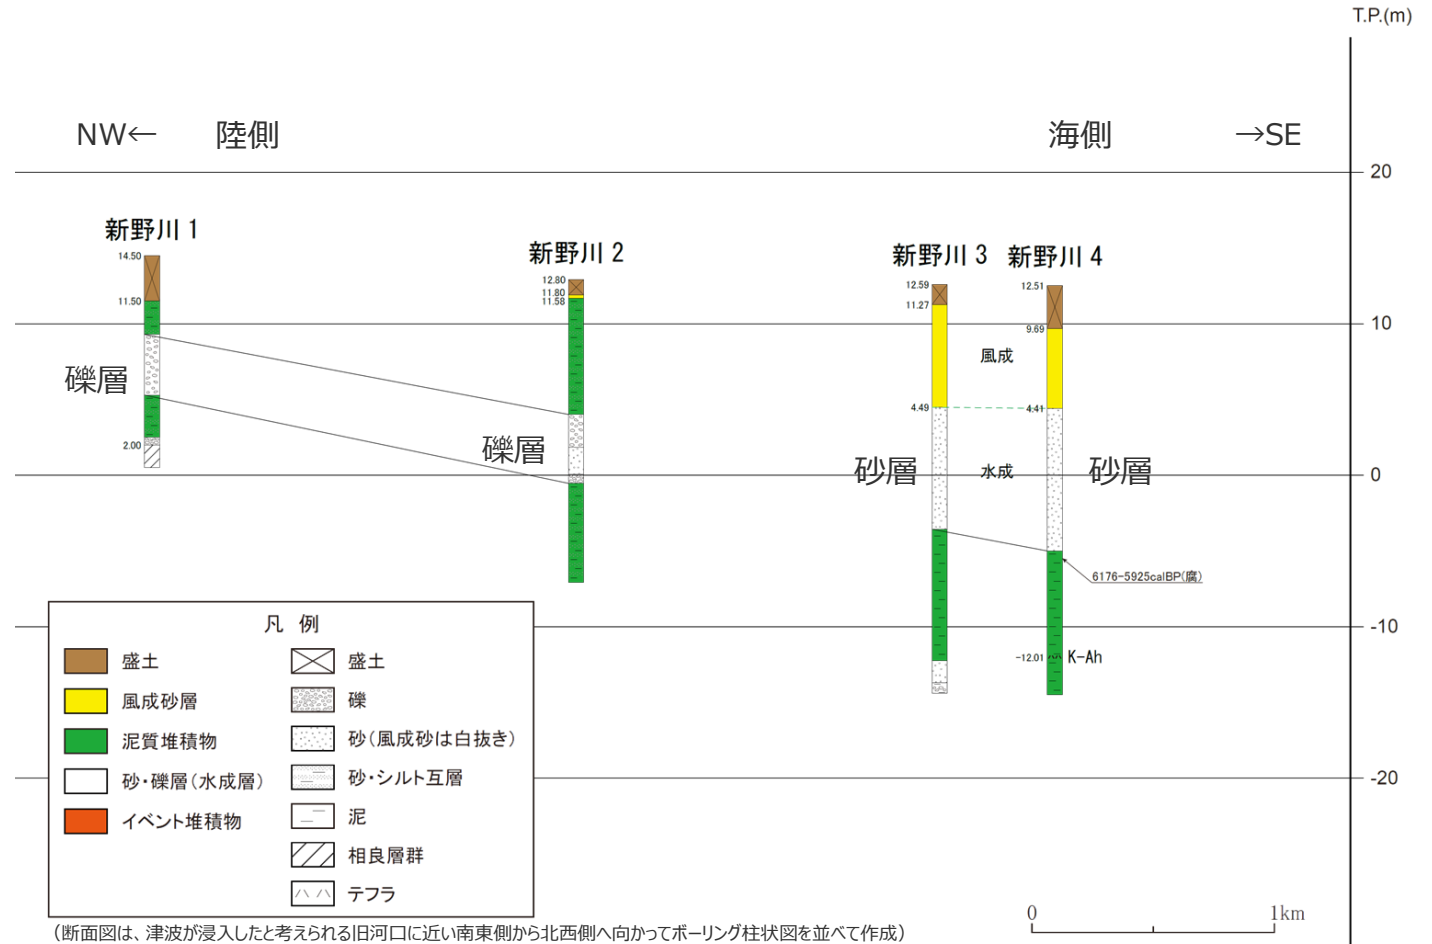 T.P.(m)
NW← 陸側 海側 →SE
20
新野川 1
新野川 2
新野川 3 新野川 4
14.50
11.50
2.00
12.80
11.80
11.58
12.59
11.27
4.49
12.51
9.69
4.41
10
風成
礫層
礫層
砂層
水成
砂層
0
6176-5925calBP(腐)
-10
-12.01
K-Ah
-20
凡 例
盛土
風成砂層
泥質堆積物
砂・礫層(水成層)
イベント堆積物
盛土
礫
砂(風成砂は白抜き)
砂・シルト互層
泥
相良層群
テフラ
0 1km
(断面図は、津波が浸入したと考えられる旧河口に近い南東側から北西側へ向かってボーリング柱状図を並べて作成)